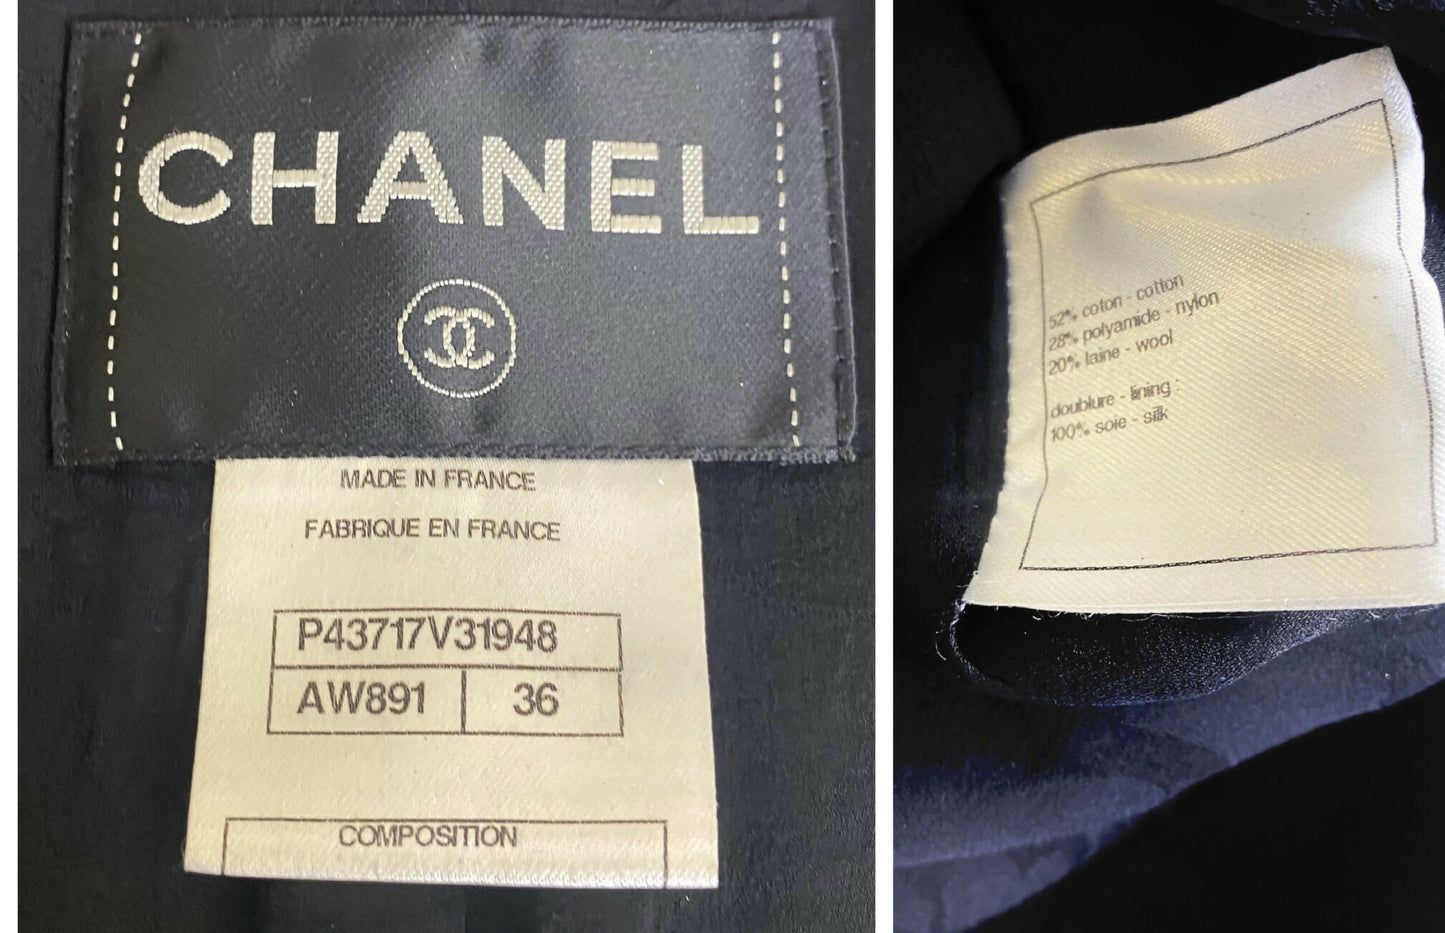 CHANEL
MADE IN FRANCE
FABRIQUE EN FRANCE
P43717V31948
AW891 36
COMPOSITION
52% coton - cotton
28% polyamide - nylon
20% laine - wool
doublure - lining :
100% soie - silk